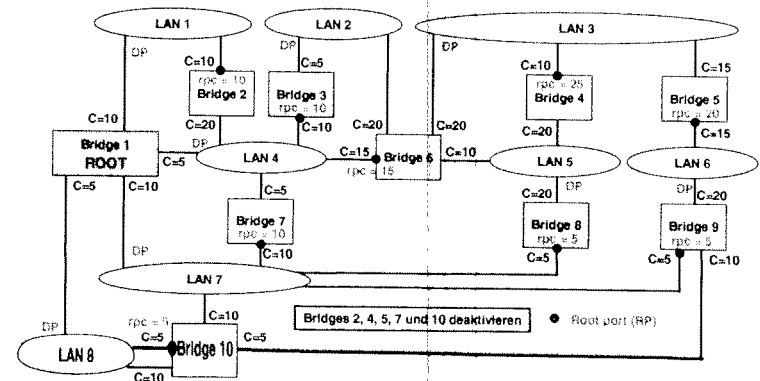 LAN 1
LAN 2
LAN 3
DP
DP
DP
C=10
rpc = 10
Bridge 2
C=5
Bridge 3
rpc = 10
C=10
rpc = 25
Bridge 4
C=15
Bridge 5
rpc = 20
C=10
C=20
C=10
C=20
C=20
C=20
C=15
Bridge 1
ROOT
DP
C=5
LAN 4
C=15
rpc = 15
Bridge 6
C=10
LAN 5
LAN 6
C=5
C=10
C=5
C=20
DP
DP
C=20
Bridge 7
rpc = 10
C=10
Bridge 8
rpc = 5
C=5
Bridge 9
rpc = 5
C=5
C=10
DP
LAN 7
DP
C=10
Bridges 2, 4, 5, 7 und 10 deaktivieren
Root port (RP)
rpc = 5
LAN 8
C=5
Bridge 10
C=5
C=10